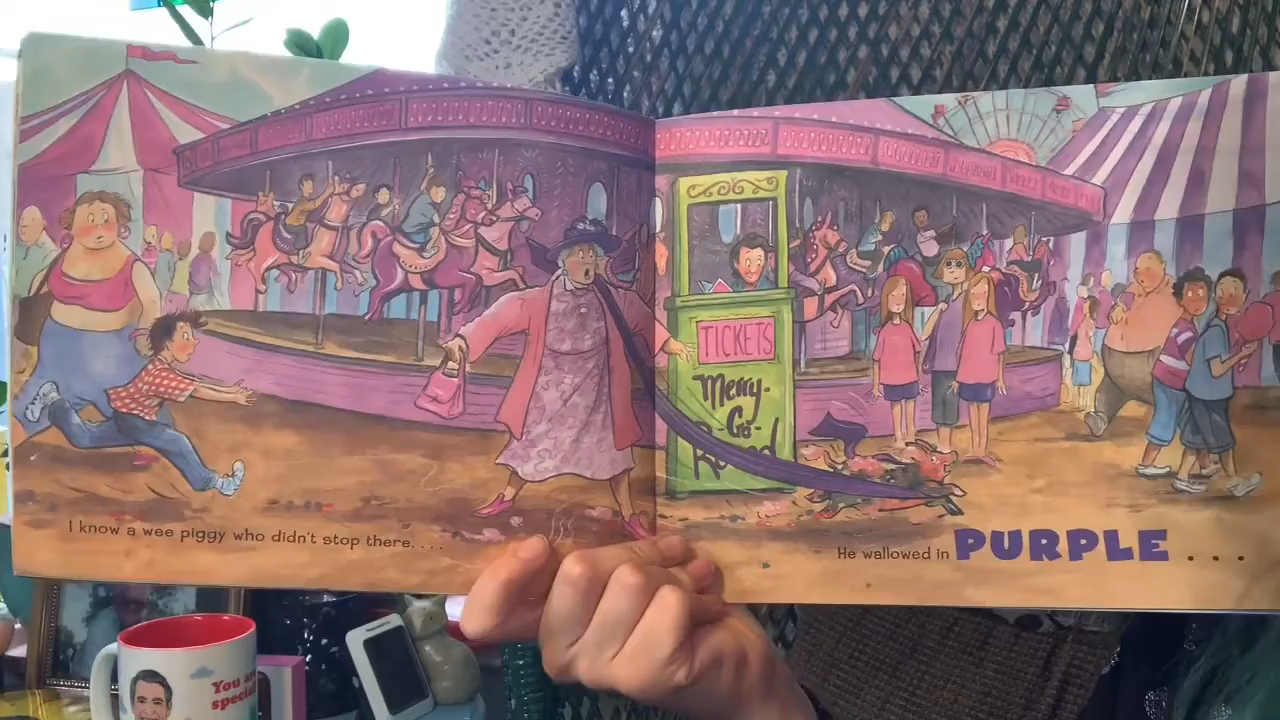 I know a wee piggy who didn't stop there. . . .
TICKETS
Merry-
Go-
Round
He wallowed in PURPLE . . .
You are
special